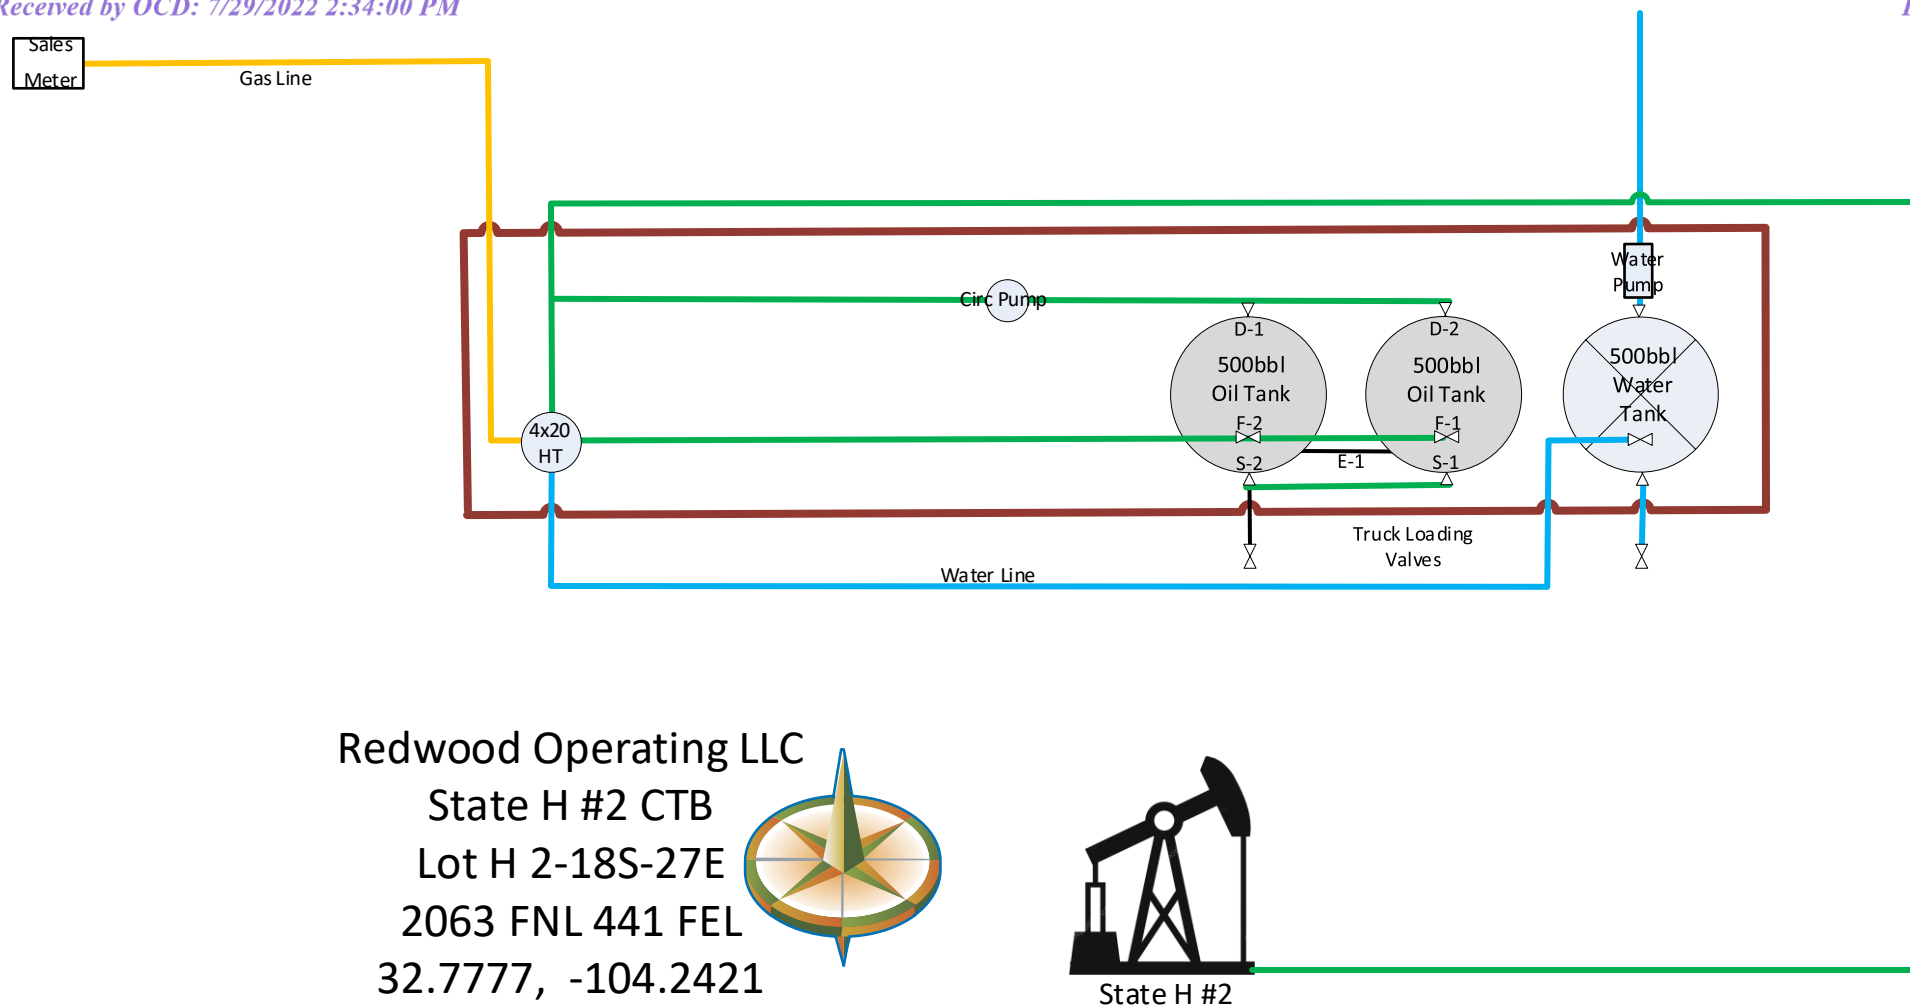 Received by OCD: 7/29/2022 2:34:00 PM
Sales
Meter
Gas Line
Water
Pump
Circ Pump
D-1
D-2
500bbl
Oil Tank
500bbl
Oil Tank
500bbl
Water
Tank
F-2
F-1
4x20
HT
S-2
E-1
S-1
Truck Loading
Valves
Water Line
Redwood Operating LLC
State H #2 CTB
Lot H 2-18S-27E
2063 FNL 441 FEL
32.7777, -104.2421
State H #2